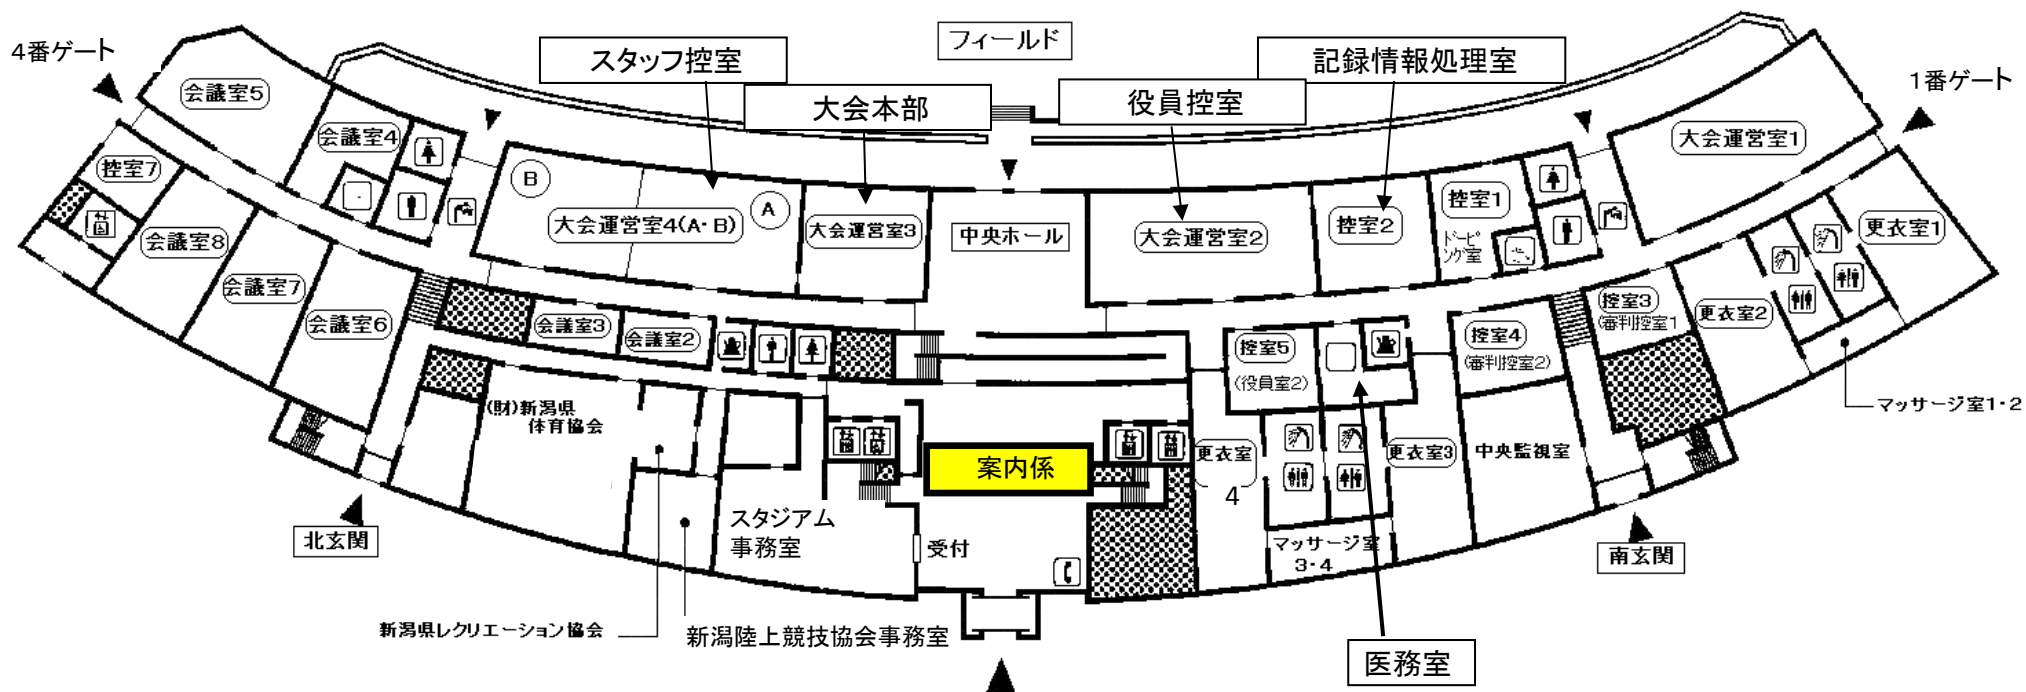 フィールド
4番ゲート
スタッフ控室
記録情報処理室
大会本部
役員控室
1番ゲート
会議室5
会議室4
控室7
会議室8
会議室7
会議室6
B
A
大会運営室4(A・B)
大会運営室3
中央ホール
大会運営室2
控室2
控室1
ドーピ
ング室
大会運営室1
更衣室1
会議室3
会議室2
控室5
(役員室2)
控室4
(審判控室2)
控室3
(審判控室1
更衣室2
マッサージ室1・2
(財)新潟県
体育協会
案内係
更衣室
4
更衣室3
中央監視室
スタジアム
事務室
受付
マッサージ室
3・4
北玄関
南玄関
新潟県レクリエーション協会
新潟陸上競技協会事務室
医務室